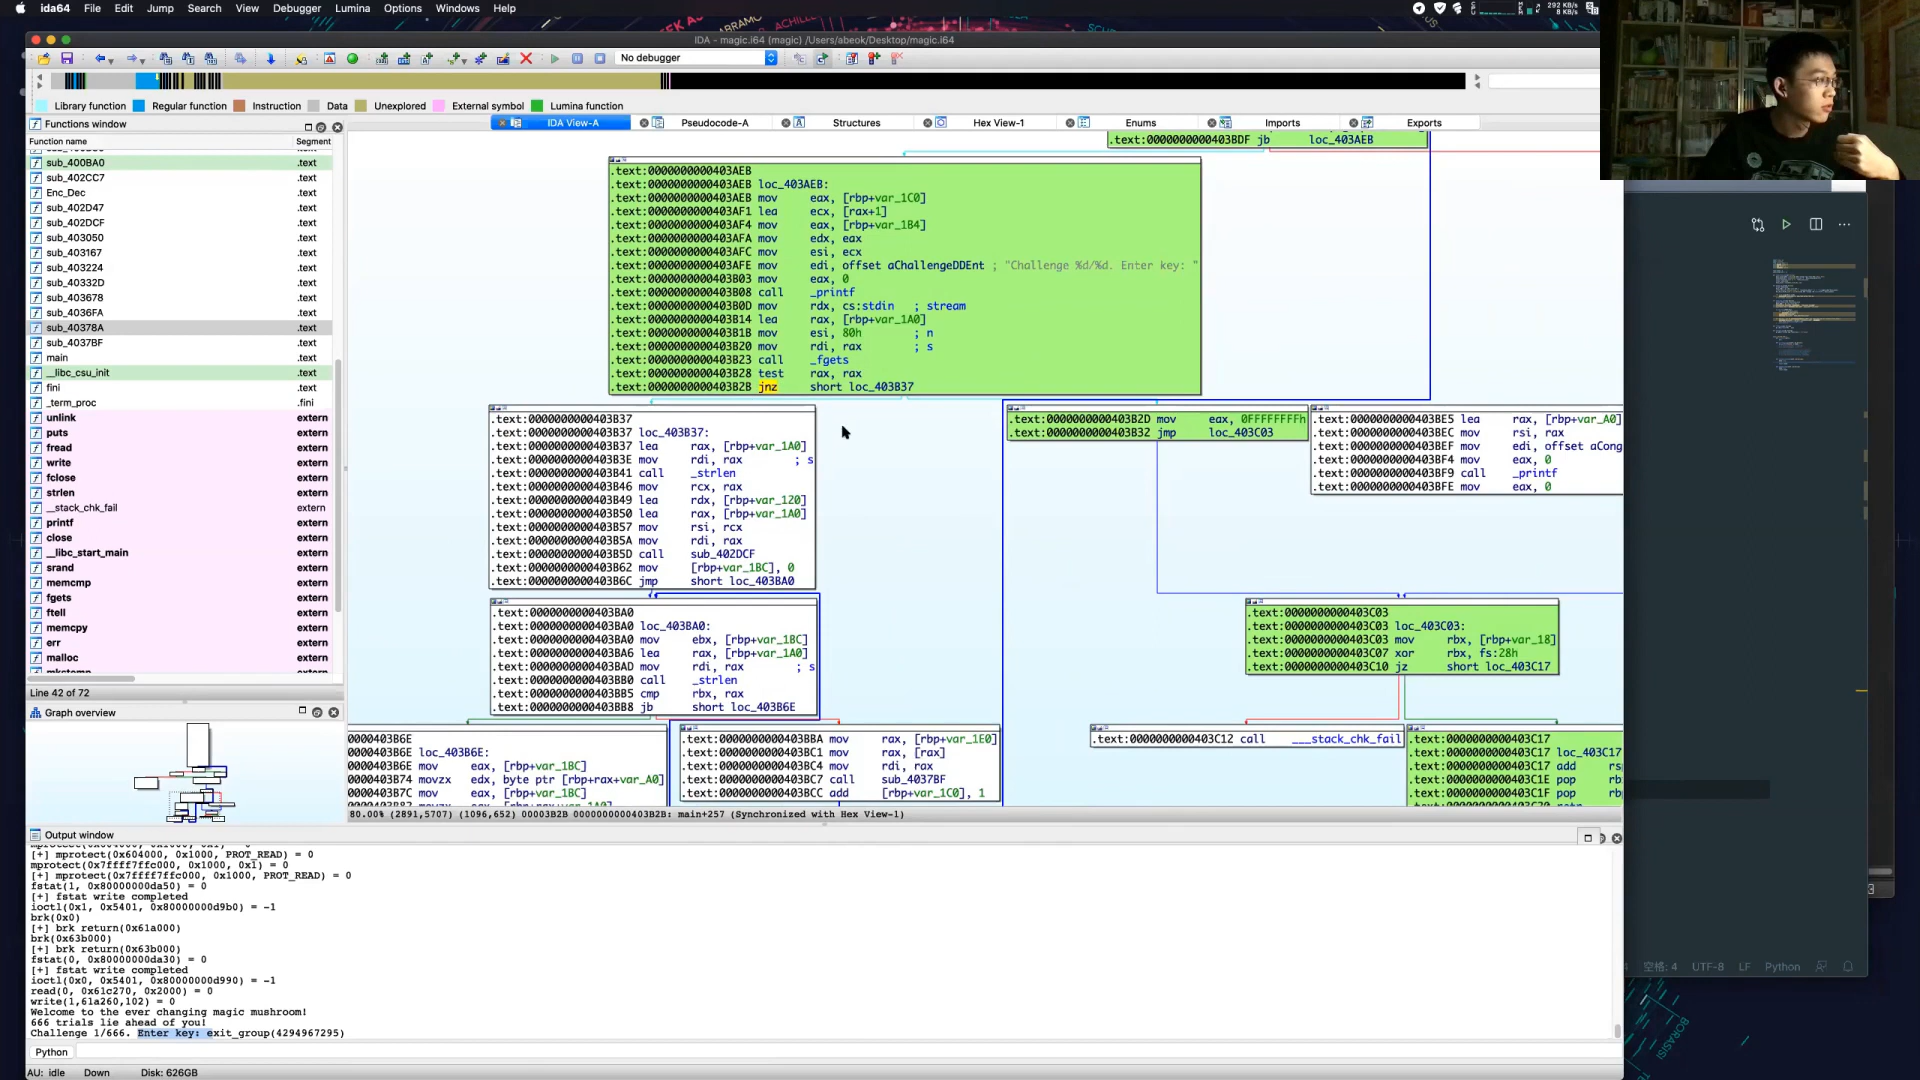 ida64 File Edit Jump Search View Debugger Lumina Options Windows Help
292 KB/s
8 KB/s
IDA - magic.i64 (magic) /Users/abeok/Desktop/magic.i64
No debugger
Library function Regular function Instruction Data Unexplored External symbol Lumina function
Functions window
IDA View-A Pseudocode-A Structures Hex View-1 Enums Imports Exports
Function name Segment
sub_400BA0 .text
sub_402CC7 .text
Enc_Dec .text
sub_402D47 .text
sub_402DCF .text
sub_403050 .text
sub_403167 .text
sub_403224 .text
sub_40332D .text
sub_403678 .text
sub_4036FA .text
sub_40378A .text
sub_4037BF .text
main .text
__libc_csu_init .text
fini .text
_term_proc .fini
unlink extern
puts extern
fread extern
write extern
fclose extern
strlen extern
__stack_chk_fail extern
printf extern
close extern
__libc_start_main extern
srand extern
memcmp extern
fgets extern
ftell extern
memcpy extern
err extern
malloc extern
mkstemp extern
Line 42 of 72
Graph overview
.text:0000000000403BDF jb loc_403AEB
.text:0000000000403AEB
.text:0000000000403AEB loc_403AEB:
.text:0000000000403AEB mov eax, [rbp+var_1C0]
.text:0000000000403AF1 lea ecx, [rax+1]
.text:0000000000403AF4 mov eax, [rbp+var_1B4]
.text:0000000000403AFA mov edx, eax
.text:0000000000403AFC mov esi, ecx
.text:0000000000403AFE mov edi, offset aChallengeDDEnt ; "Challenge %d/%d. Enter key: "
.text:0000000000403B03 mov eax, 0
.text:0000000000403B08 call _printf
.text:0000000000403B0D mov rdx, cs:stdin ; stream
.text:0000000000403B14 lea rax, [rbp+var_1A0]
.text:0000000000403B1B mov esi, 80h ; n
.text:0000000000403B20 mov rdi, rax ; s
.text:0000000000403B23 call _fgets
.text:0000000000403B28 test rax, rax
.text:0000000000403B2B jnz short loc_403B37
.text:0000000000403B37
.text:0000000000403B37 loc_403B37:
.text:0000000000403B37 lea rax, [rbp+var_1A0]
.text:0000000000403B3E mov rdi, rax ; s
.text:0000000000403B41 call _strlen
.text:0000000000403B46 mov rcx, rax
.text:0000000000403B49 lea rdx, [rbp+var_120]
.text:0000000000403B50 lea rax, [rbp+var_1A0]
.text:0000000000403B57 mov rsi, rcx
.text:0000000000403B5A mov rdi, rax
.text:0000000000403B5D call sub_402DCF
.text:0000000000403B62 mov [rbp+var_1BC], 0
.text:0000000000403B6C jmp short loc_403BA0
.text:0000000000403B2D mov eax, 0FFFFFFFFh
.text:0000000000403B32 jmp loc_403C03
.text:0000000000403BE5 lea rax, [rbp+var_A0]
.text:0000000000403BEC mov rsi, rax
.text:0000000000403BEF mov edi, offset aCong
.text:0000000000403BF4 mov eax, 0
.text:0000000000403BF9 call _printf
.text:0000000000403BFE mov eax, 0
.text:0000000000403BA0
.text:0000000000403BA0 loc_403BA0:
.text:0000000000403BA0 mov ebx, [rbp+var_1BC]
.text:0000000000403BA6 lea rax, [rbp+var_1A0]
.text:0000000000403BAD mov rdi, rax ; s
.text:0000000000403BB0 call _strlen
.text:0000000000403BB5 cmp rbx, rax
.text:0000000000403BB8 jb short loc_403B6E
.text:0000000000403C03
.text:0000000000403C03 loc_403C03:
.text:0000000000403C03 mov rbx, [rbp+var_18]
.text:0000000000403C07 xor rbx, fs:28h
.text:0000000000403C10 jz short loc_403C17
0000403B6E
0000403B6E loc_403B6E:
0000403B6E mov eax, [rbp+var_1BC]
0000403B74 movzx edx, byte ptr [rbp+rax+var_A0]
0000403B7C mov eax, [rbp+var_1BC]
.text:0000000000403BBA mov rax, [rbp+var_1E0]
.text:0000000000403BC1 mov rax, [rax]
.text:0000000000403BC4 mov rdi, rax
.text:0000000000403BC7 call sub_4037BF
.text:0000000000403BCC add [rbp+var_1C0], 1
.text:0000000000403C12 call ___stack_chk_fail
.text:0000000000403C17
.text:0000000000403C17 loc_403C17
.text:0000000000403C17 add rs
.text:0000000000403C1E pop rb
.text:0000000000403C1F pop rb
80.00% (2891,5707) (1096,652) 00003B2B 0000000000403B2B: main+257 (Synchronized with Hex View-1)
Output window
[+] mprotect(0x604000, 0x1000, PROT_READ) = 0
mprotect(0x7ffff7ffc000, 0x1000, 0x1) = 0
[+] mprotect(0x7ffff7ffc000, 0x1000, PROT_READ) = 0
fstat(1, 0x80000000da50) = 0
[+] fstat write completed
ioctl(0x1, 0x5401, 0x80000000d9b0) = -1
brk(0x0)
[+] brk return(0x61a000)
brk(0x63b000)
[+] brk return(0x63b000)
fstat(0, 0x80000000da30) = 0
[+] fstat write completed
ioctl(0x0, 0x5401, 0x80000000d990) = -1
read(0, 0x61c270, 0x2000) = 0
write(1,61a260,102) = 0
Welcome to the ever changing magic mushroom!
666 trials lie ahead of you!
Challenge 1/666. Enter key: exit_group(4294967295)
Python
AU: idle Down Disk: 626GB
空格: 4 UTF-8 LF Python
BORASISI